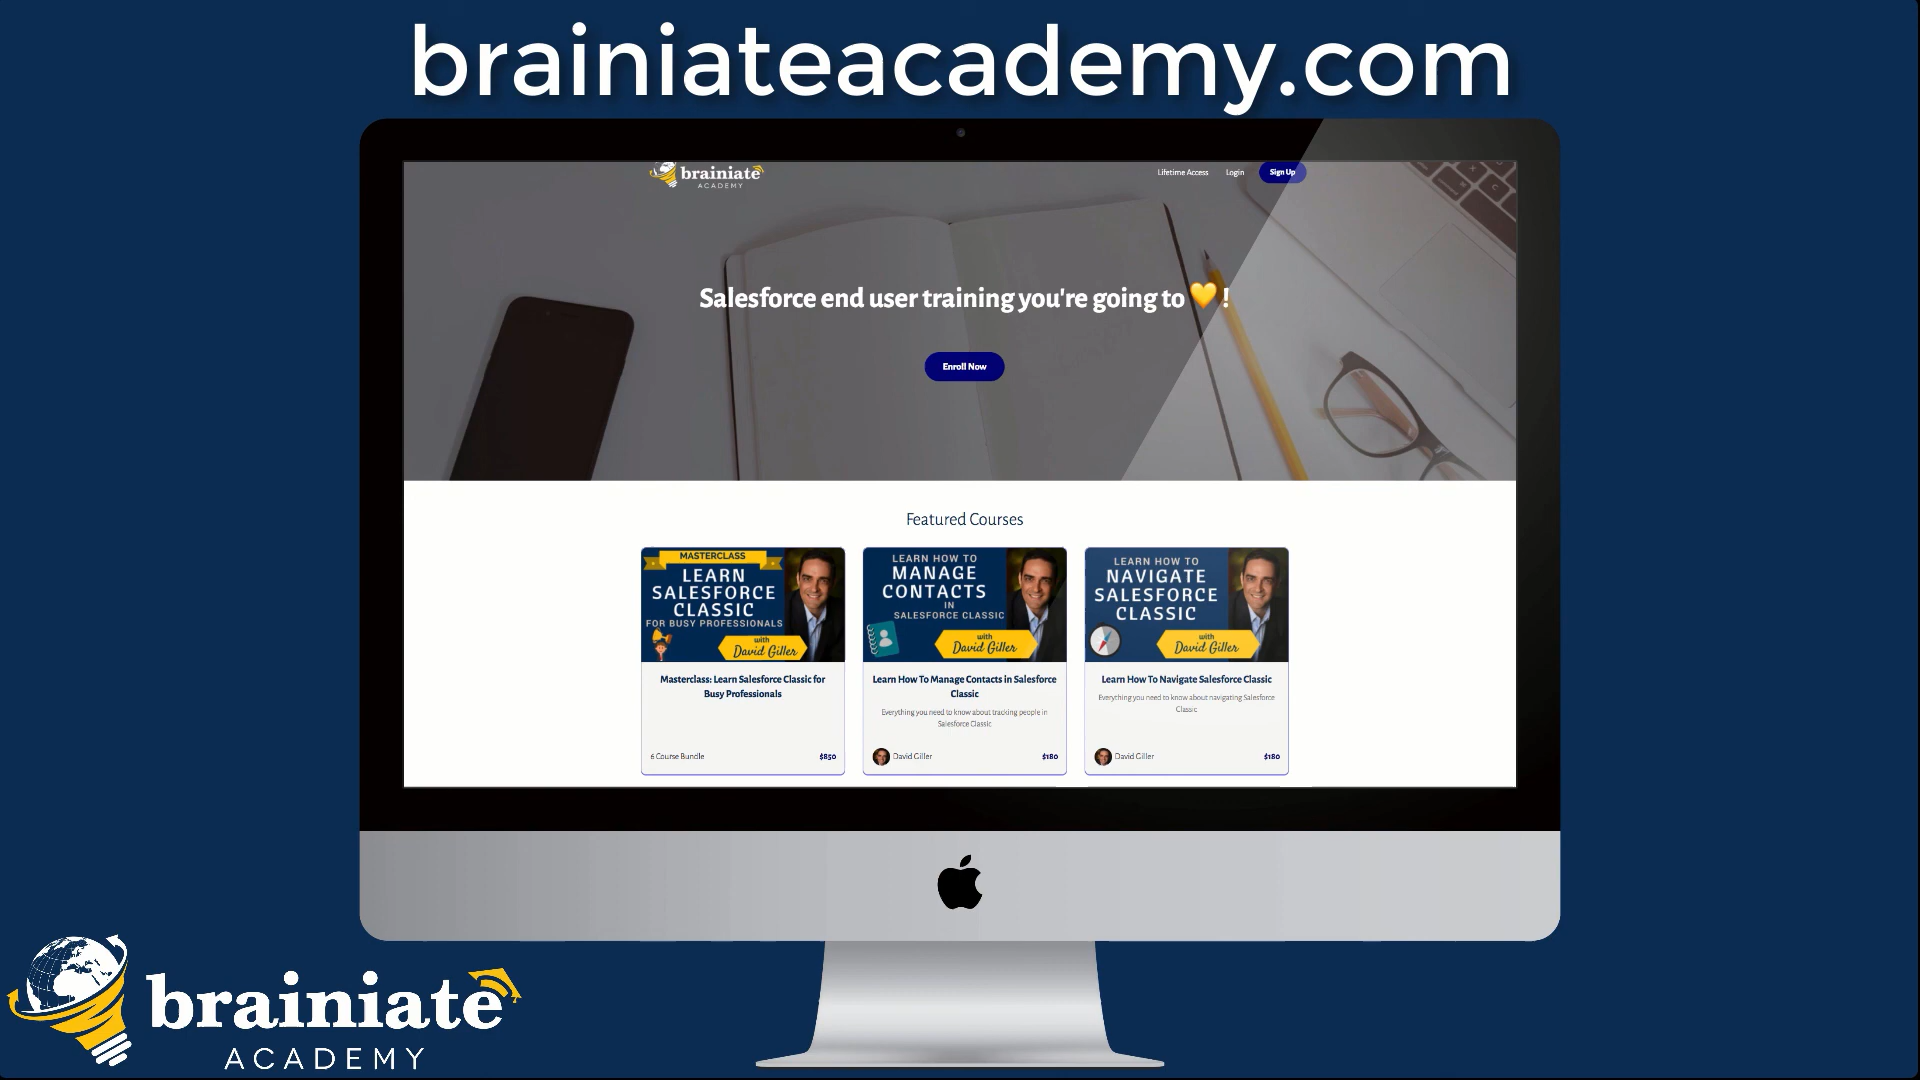 brainiateacademy.com
brainiate
ACADEMY
Lifetime Access
Login
Sign Up
Salesforce end user training you're going to 💛 !
Enroll Now
Featured Courses
MASTERCLASS
LEARN
SALESFORCE
CLASSIC
FOR BUSY PROFESSIONALS
with
David Giller
Masterclass: Learn Salesforce Classic for
Busy Professionals
6 Course Bundle
$850
LEARN HOW TO
MANAGE
CONTACTS
IN
SALESFORCE CLASSIC
with
David Giller
Learn How To Manage Contacts in Salesforce
Classic
Everything you need to know about tracking people in
Salesforce Classic
David Giller
$180
LEARN HOW TO
NAVIGATE
SALESFORCE
CLASSIC
with
David Giller
Learn How To Navigate Salesforce Classic
Everything you need to know about navigating Salesforce
Classic
David Giller
$180
brainiate
ACADEMY